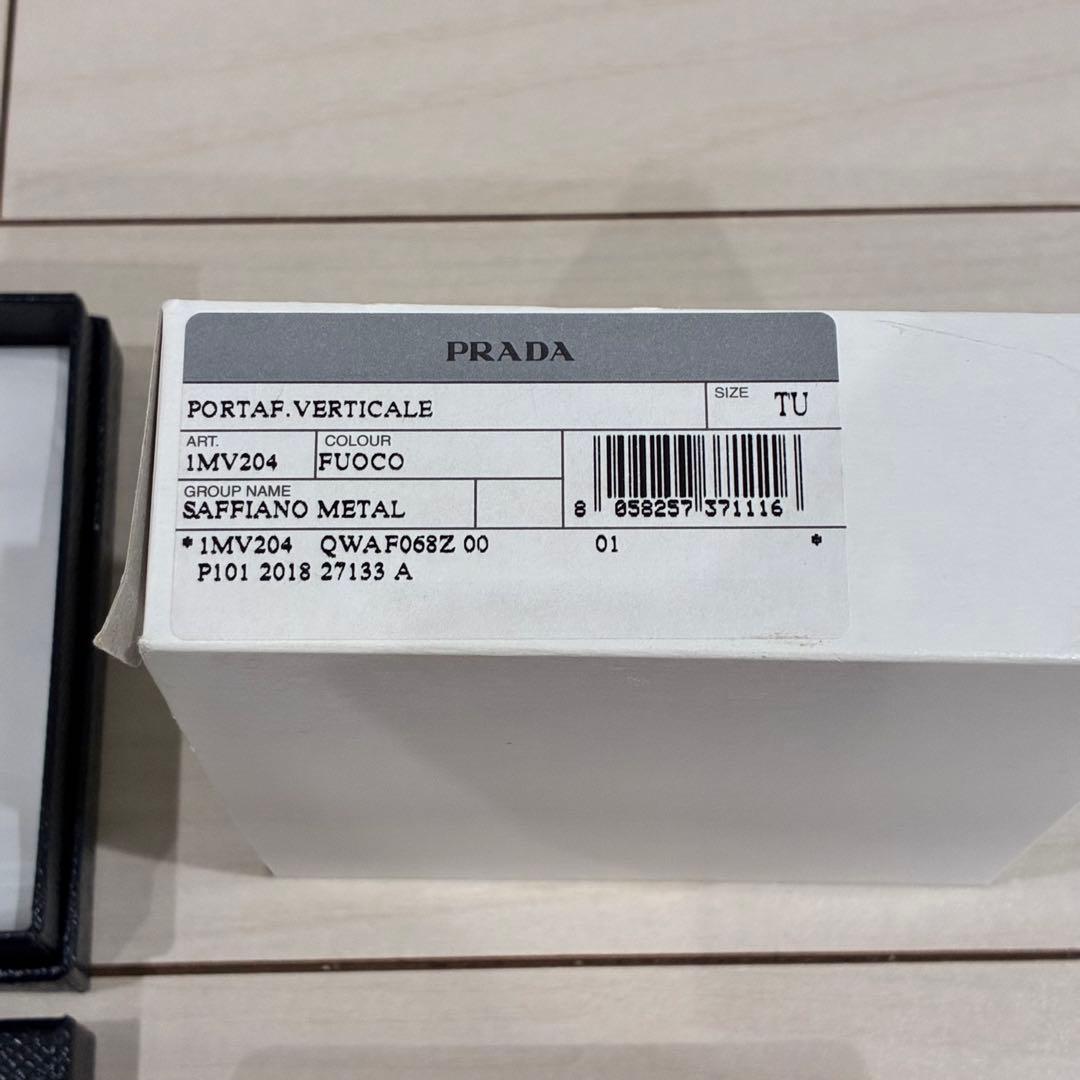 PRADA
PORTAF.VERTICALE
SIZE TU
ART. COLOUR
1MV204 FUOCO
GROUP NAME
SAFFIANO METAL
8 058257 371116
* 1MV204 QWAF068Z 00 01 *
P101 2018 27133 A